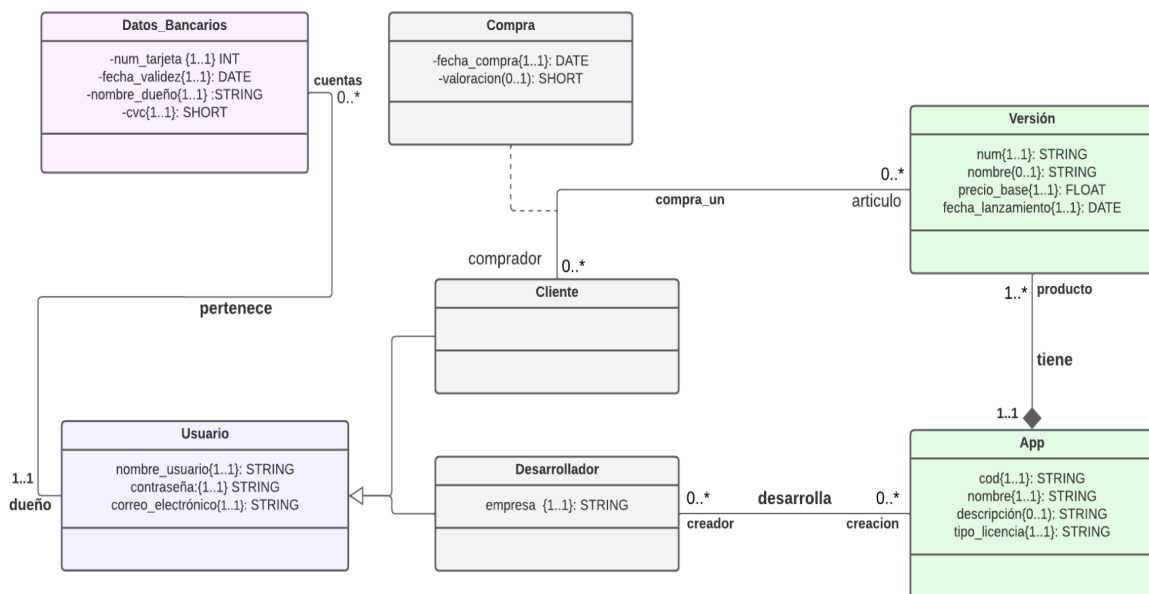 Datos_Bancarios
-num_tarjeta {1..1} INT
-fecha_validez{1..1}: DATE
-nombre_dueño{1..1} :STRING
-cvc{1..1}: SHORT
cuentas
0..*
Compra
-fecha_compra{1..1}: DATE
-valoracion(0..1): SHORT
Versión
num{1..1}: STRING
nombre{0..1}: STRING
precio_base{1..1}: FLOAT
fecha_lanzamiento{1..1}: DATE
0..*
compra_un
articulo
comprador
0..*
Cliente
1..*
producto
pertenece
tiene
1..1
Usuario
nombre_usuario{1..1}: STRING
contraseña:{1..1} STRING
correo_electrónico{1..1}: STRING
1..1
dueño
Desarrollador
empresa {1..1}: STRING
0..*
desarrolla
0..*
creador
creacion
App
cod{1..1}: STRING
nombre{1..1}: STRING
descripción{0..1): STRING
tipo_licencia{1..1}: STRING